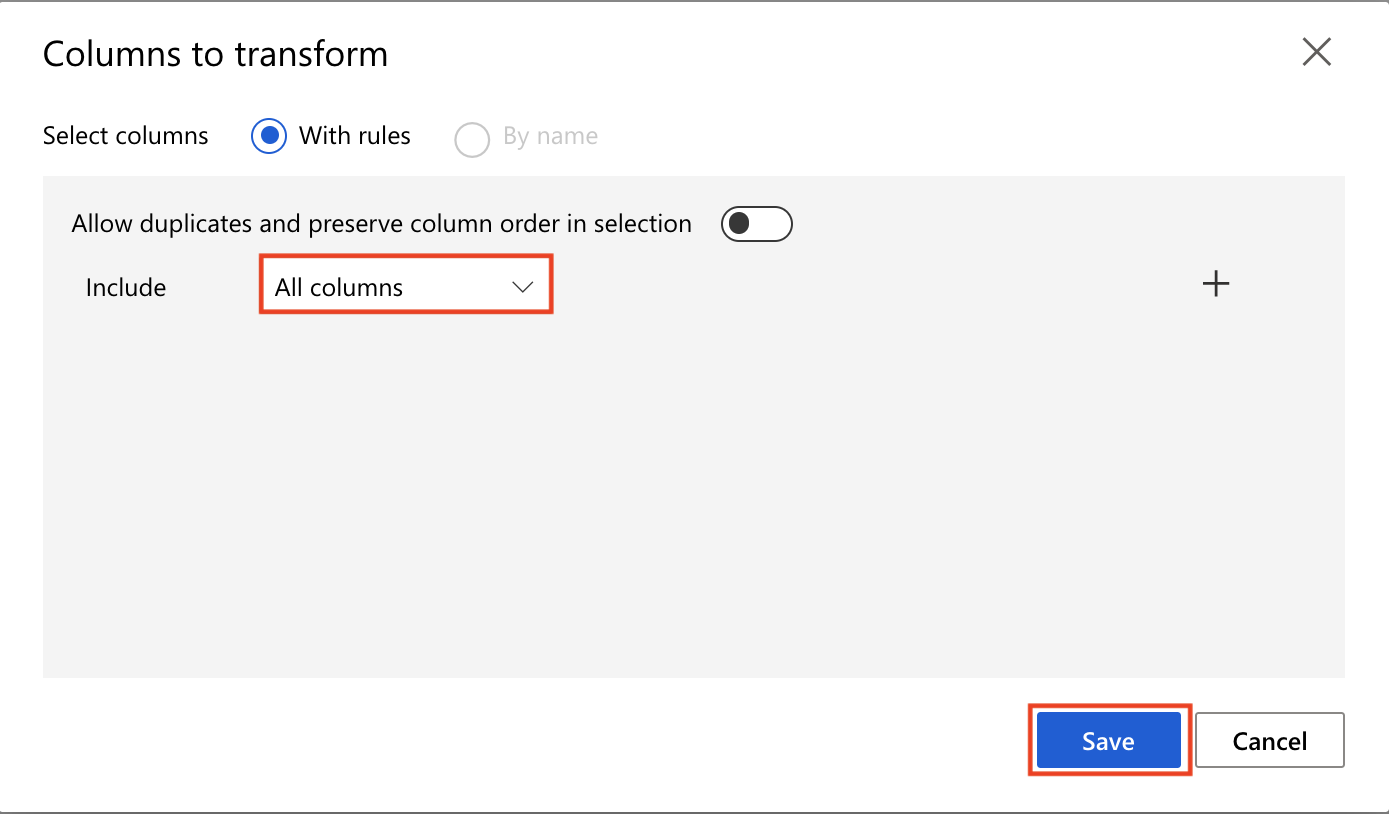 Columns to transform
Select columns With rules By name
Allow duplicates and preserve column order in selection
Include All columns
Save Cancel